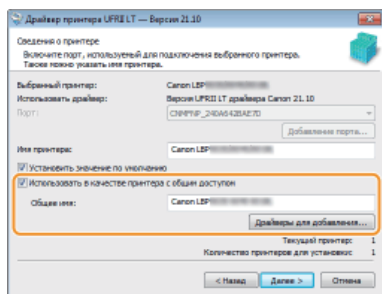 Драйвер принтера UFRII LT — Версия 21.10
Сведения о принтере
Включите порт, используемый для подключения выбранного принтера.
Также можно указать имя принтера.
Выбранный принтер: Canon LBP
Использовать драйвер: Версия UFRII LT драйвера Canon 21.10
Порт: CNMFNP_240A642BAE7D
Добавление порта...
Имя принтера: Canon LBP
Установить значение по умолчанию
Использовать в качестве принтера с общим доступом
Общее имя: Canon LBP
Драйверы для добавления...
Текущий принтер: 1
Количество принтеров для установки: 1
< Назад Далее > Отмена